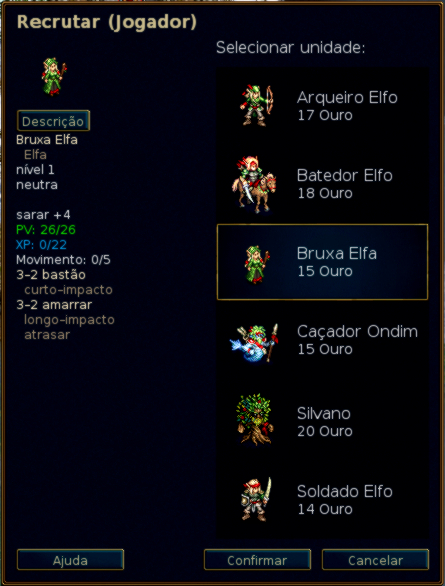 Recrutar (Jogador)
Descrição
Bruxa Elfa
Elfa
nível 1
neutra
sarar +4
PV: 26/26
XP: 0/22
Movimento: 0/5
3–2 bastão
curto–impacto
3–2 amarrar
longo–impacto
atrasar
Selecionar unidade:
Arqueiro Elfo
17 Ouro
Batedor Elfo
18 Ouro
Bruxa Elfa
15 Ouro
Caçador Ondim
15 Ouro
Silvano
20 Ouro
Soldado Elfo
14 Ouro
Ajuda
Confirmar
Cancelar